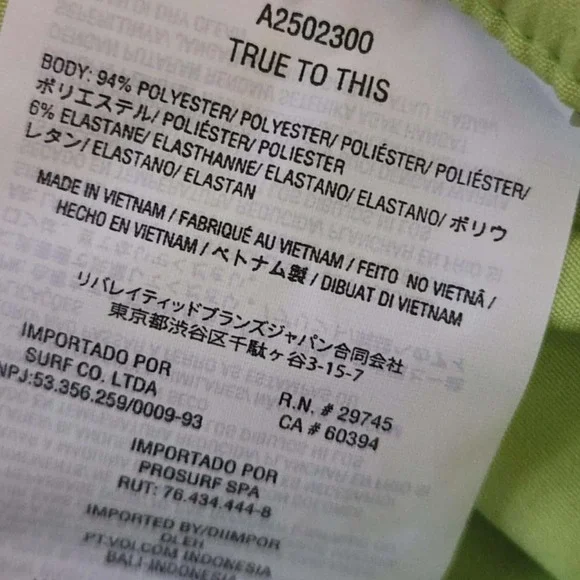 A2502300
TRUE TO THIS
BODY: 94% POLYESTER/ POLYESTER/ POLIÉSTER/ POLIÉSTER/
ポリエステル/ POLIÉSTER/ POLIESTER
6% ELASTANE/ ELASTHANNE/ ELASTANO/ ELASTANO/ ポリウ
レタン/ ELASTANO/ ELASTAN
MADE IN VIETNAM / FABRIQUÉ AU VIETNAM / FEITO NO VIETNÃ /
HECHO EN VIETNAM / ベトナム製 / DIBUAT DI VIETNAM
リバレイティッドブランズジャパン合同会社
東京都渋谷区千駄ヶ谷3-15-7
IMPORTADO POR
SURF CO. LTDA
NPJ:53.356.259/0009-93
R.N. # 29745
CA # 60394
IMPORTADO POR
PROSURF SPA
RUT: 76.434.444-8
IMPORTED BY/DIIMPOR
OLEH
PT.VOLCOM INDONESIA
BALI-INDONESIA